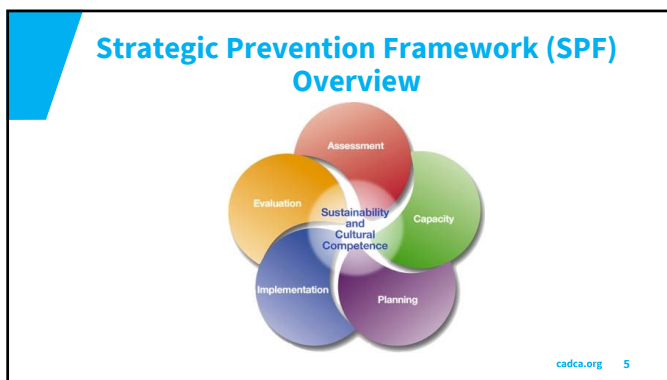 Strategic Prevention Framework (SPF)
Overview
Assessment
Evaluation
Capacity
Sustainability
and
Cultural
Competence
Implementation
Planning
cadca.org 5